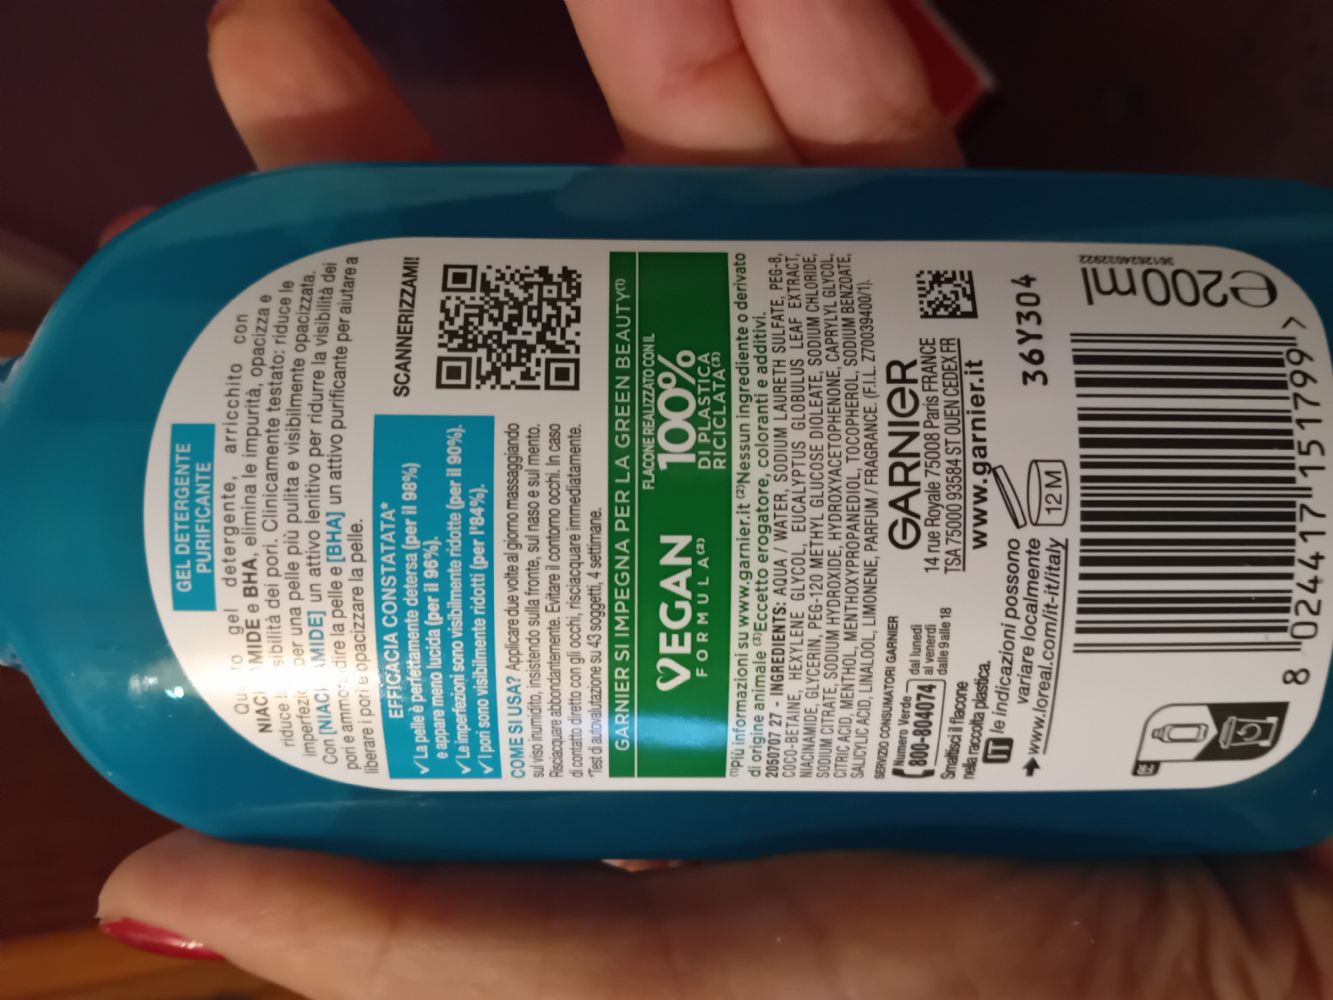 GEL DETERGENTE
PLURIFICANTE
gel detergente, arricchito con
e BHA, elimina le impurità, opacizza e
riduce dei pori. Clinicamente testato: riduce le
per una pelle più pulita e visibilmente opacizzata.
Con un attivo lenitivo per ridurre la visibilità dei
pori e la pelle e [BHA] un attivo purificante per aiutare a
liberare i pori e opacizzare la pelle.
EFFICACIA CONSTATATA*
✓La pelle è perfettamente detersa (per il 98%)
e appare meno lucida (per il 96%).
✓Le imperfezioni sono visibilmente ridotte (per il 90%).
✓I pori sono visibilmente ridotti (per l'84%).
SCANNERIZZAMI!
COME SI USA? Applicare due volte al giorno massaggiando
sul viso inumidito, insistendo sulla fronte, sul naso e sul mento.
Risciacquare abbondantemente. Evitare il contorno occhi. In caso
di contatto diretto con gli occhi, risciacquare immediatamente.
*Test di autovalutazione su 43 soggetti, 4 settimane.
GARNIER SI IMPEGNA PER LA GREEN BEAUTY(1)
VEGAN
FORMULA(2)
FLACONE REALIZZATO CON IL
100%
DI PLASTICA
RICICLATA(3)
(1)Più informazioni su www.garnier.it (2)Nessun ingrediente o derivato
di origine animale (3)Eccetto erogatore, coloranti e additivi.
2050707 27 - INGREDIENTS: AQUA / WATER, SODIUM LAURETH SULFATE, PEG-8,
COCO-BETAINE, HEXYLENE GLYCOL, EUCALYPTUS GLOBULUS LEAF EXTRACT,
NIACINAMIDE, GLYCERIN, PEG-120 METHYL GLUCOSE DIOLEATE, SODIUM CHLORIDE,
SODIUM CITRATE, SODIUM HYDROXIDE, HYDROXYACETOPHENONE, CAPRYLYL GLYCOL,
CITRIC ACID, MENTHOL, MENTHOXYPROPANEDIOL, TOCOPHEROL, SODIUM BENZOATE,
SALICYLIC ACID, LINALOOL, LIMONENE, PARFUM / FRAGRANCE. (F.I.L. Z70039400/1).
SERVIZIO CONSUMATORI GARNIER
Numero Verde
800-804074
dal lunedì
al venerdì
dalle 9 alle 18
GARNIER
14 rue Royale 75008 Paris FRANCE
TSA 75000 93584 ST OUEN CEDEX FR
www.garnier.it
Smaltisci il flacone
nella raccolta plastica.
IT le indicazioni possono
variare localmente
➔www.loreal.com/lit-it/italy
12 M
36Y304
3612624032922
200ml e
8 024417 151799 >